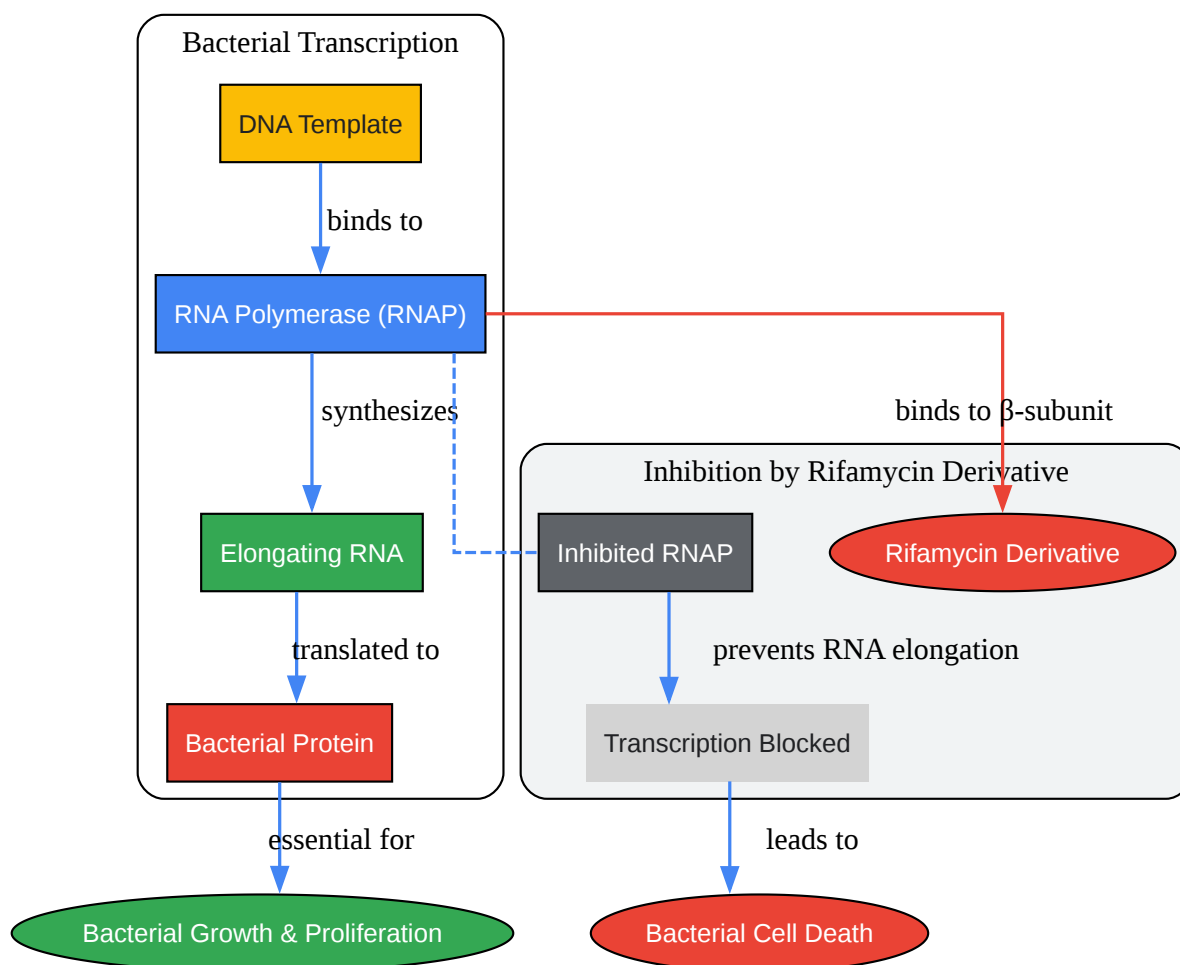 Bacterial Transcription
DNA Template
binds to
RNA Polymerase (RNAP)
synthesizes
binds to β-subunit
Inhibition by Rifamycin Derivative
Elongating RNA
Inhibited RNAP
Rifamycin Derivative
translated to
prevents RNA elongation
Bacterial Protein
Transcription Blocked
essential for
leads to
Bacterial Growth & Proliferation
Bacterial Cell Death